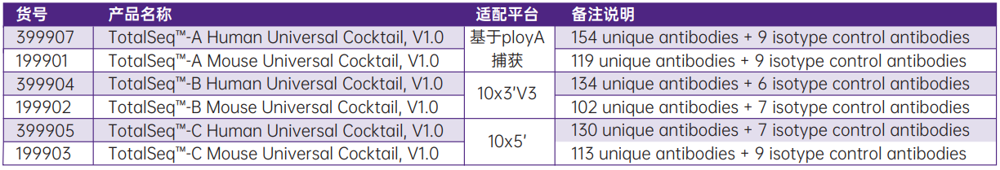 货号 产品名称 适配平台 备注说明
399907 TotalSeq™-A Human Universal Cocktail, V1.0 基于ployA 154 unique antibodies + 9 isotype control antibodies
199901 TotalSeq™-A Mouse Universal Cocktail, V1.0 捕获 119 unique antibodies + 9 isotype control antibodies
399904 TotalSeq™-B Human Universal Cocktail, V1.0 10x3'V3 134 unique antibodies + 6 isotype control antibodies
199902 TotalSeq™-B Mouse Universal Cocktail, V1.0 102 unique antibodies + 7 isotype control antibodies
399905 TotalSeq™-C Human Universal Cocktail, V1.0 10x5' 130 unique antibodies + 7 isotype control antibodies
199903 TotalSeq™-C Mouse Universal Cocktail, V1.0 113 unique antibodies + 9 isotype control antibodies